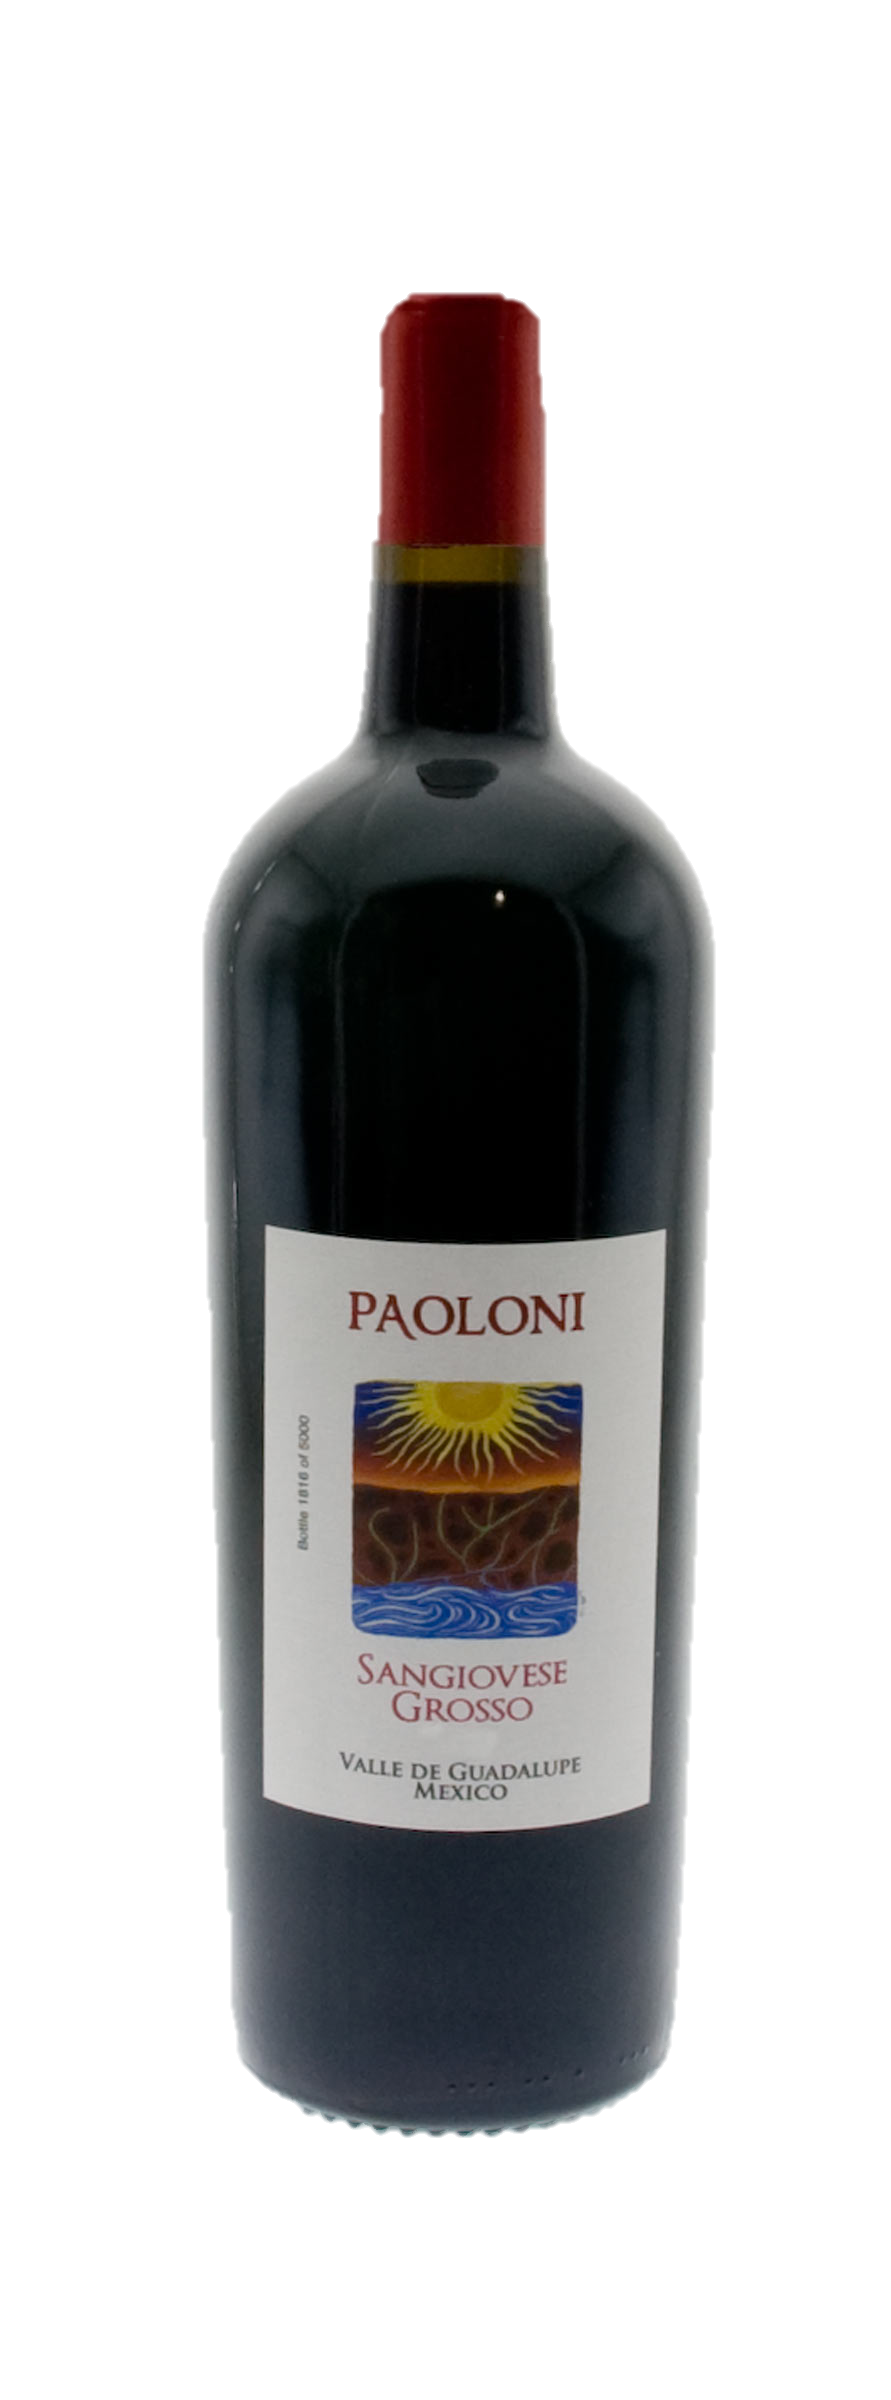 PAOLONI
Bottle 1816 of 5000
SANGIOVESE
GROSSO
VALLE DE GUADALUPE
MEXICO